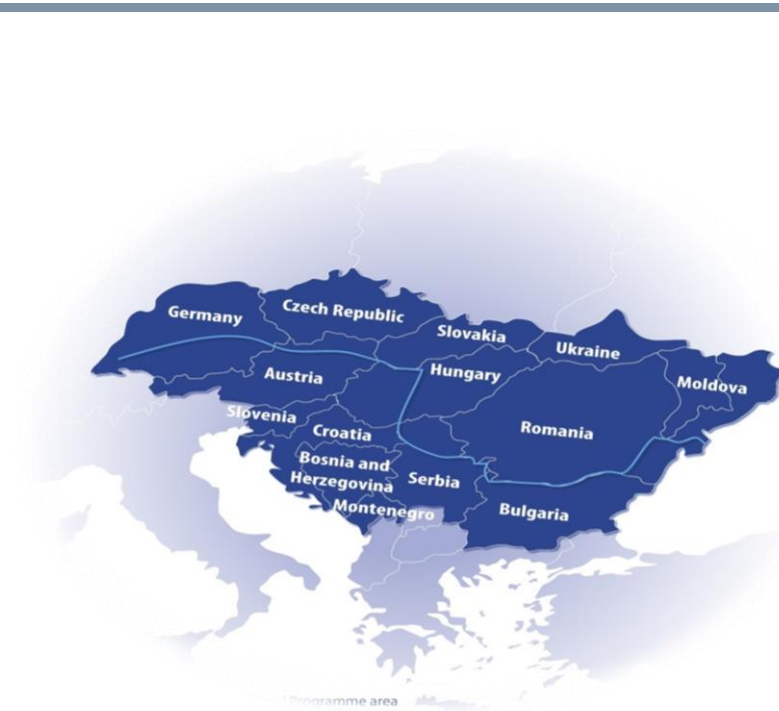 Germany
Czech Republic
Slovakia
Ukraine
Moldova
Austria
Hungary
Slovenia
Croatia
Romania
Bosnia and
Herzegovina
Serbia
Montenegro
Bulgaria
Programme area